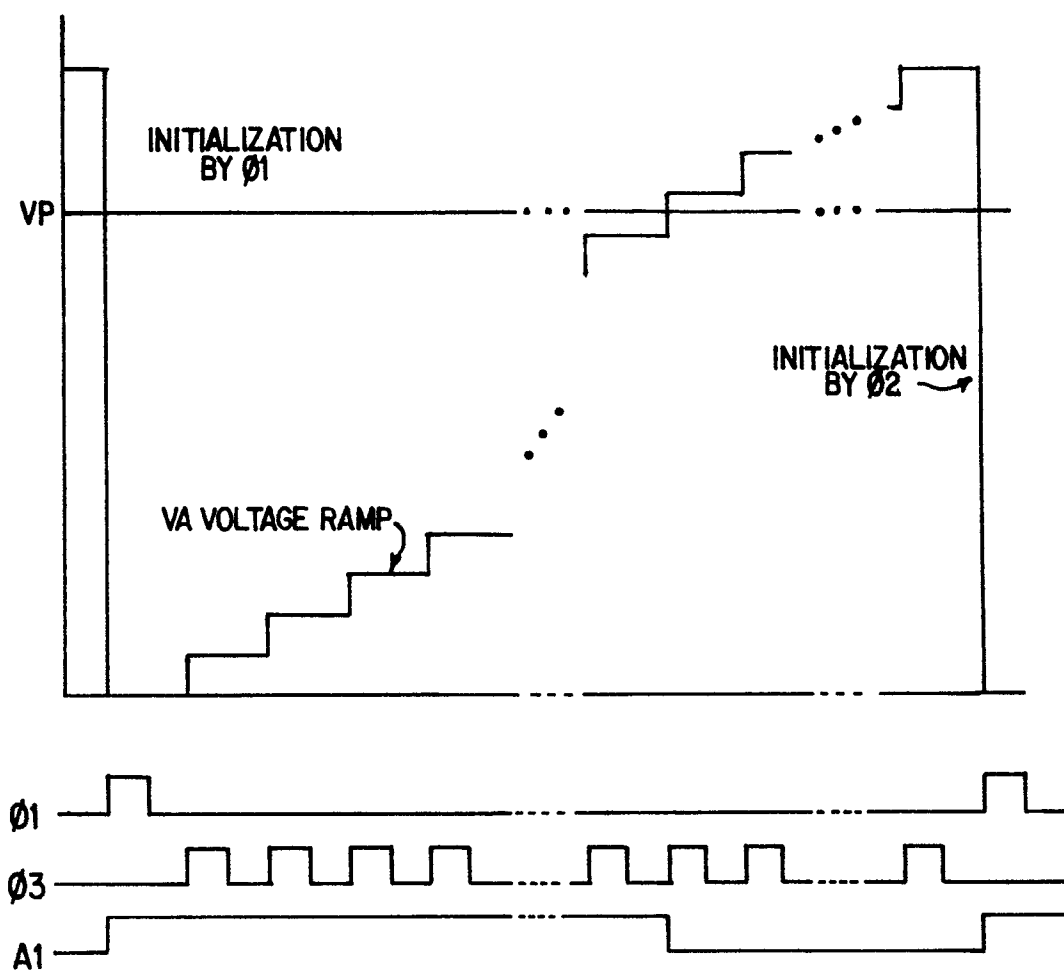 INITIALIZATION
BY Ø1
VP
INITIALIZATION
BY Ø2
VA VOLTAGE RAMP
Ø1
Ø3
A1